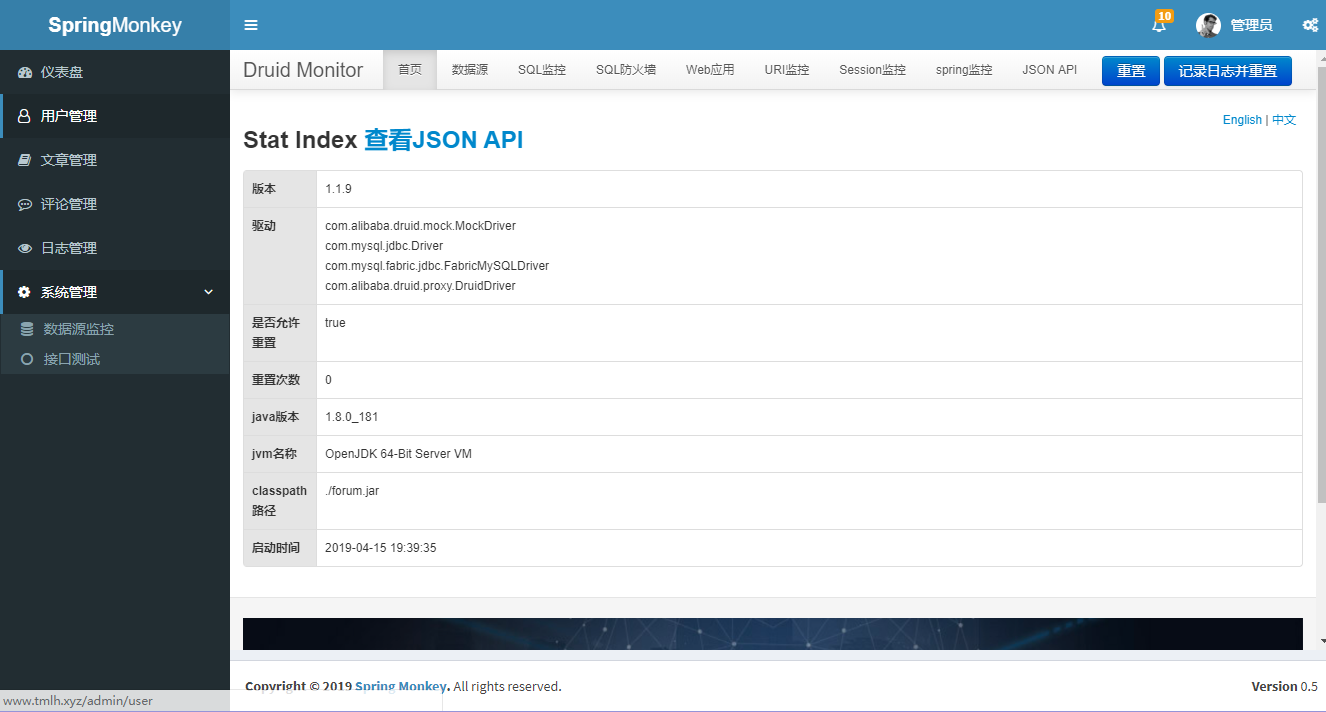 SpringMonkey
10
管理员
仪表盘
用户管理
文章管理
评论管理
日志管理
系统管理
数据源监控
接口测试
Druid Monitor 首页 数据源 SQL监控 SQL防火墙 Web应用 URI监控 Session监控 spring监控 JSON API 重置 记录日志并重置
English | 中文
Stat Index 查看JSON API
版本 1.1.9
驱动 com.alibaba.druid.mock.MockDriver
com.mysql.jdbc.Driver
com.mysql.fabric.jdbc.FabricMySQLDriver
com.alibaba.druid.proxy.DruidDriver
是否允许 true
重置
重置次数 0
java版本 1.8.0_181
jvm名称 OpenJDK 64-Bit Server VM
classpath ./forum.jar
路径
启动时间 2019-04-15 19:39:35
Copyright © 2019 Spring Monkey. All rights reserved.
Version 0.5
www.tmlh.xyz/admin/user